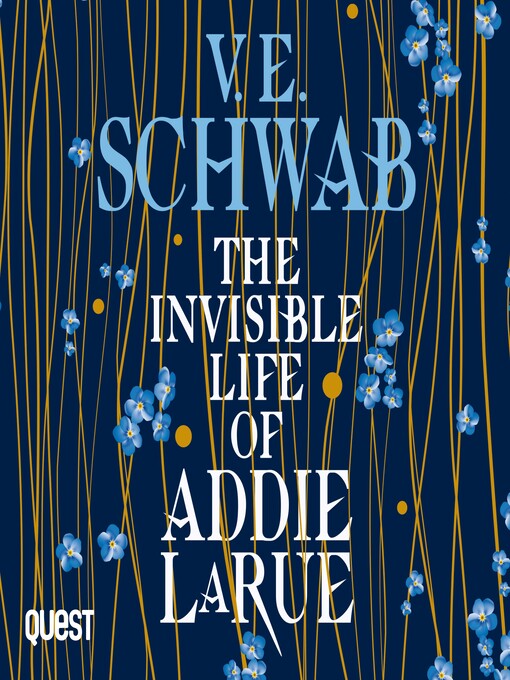 V. E.
SCHWAB
THE
INVISIBLE
LIFE
OF
ADDIE
LARUE
QUEST